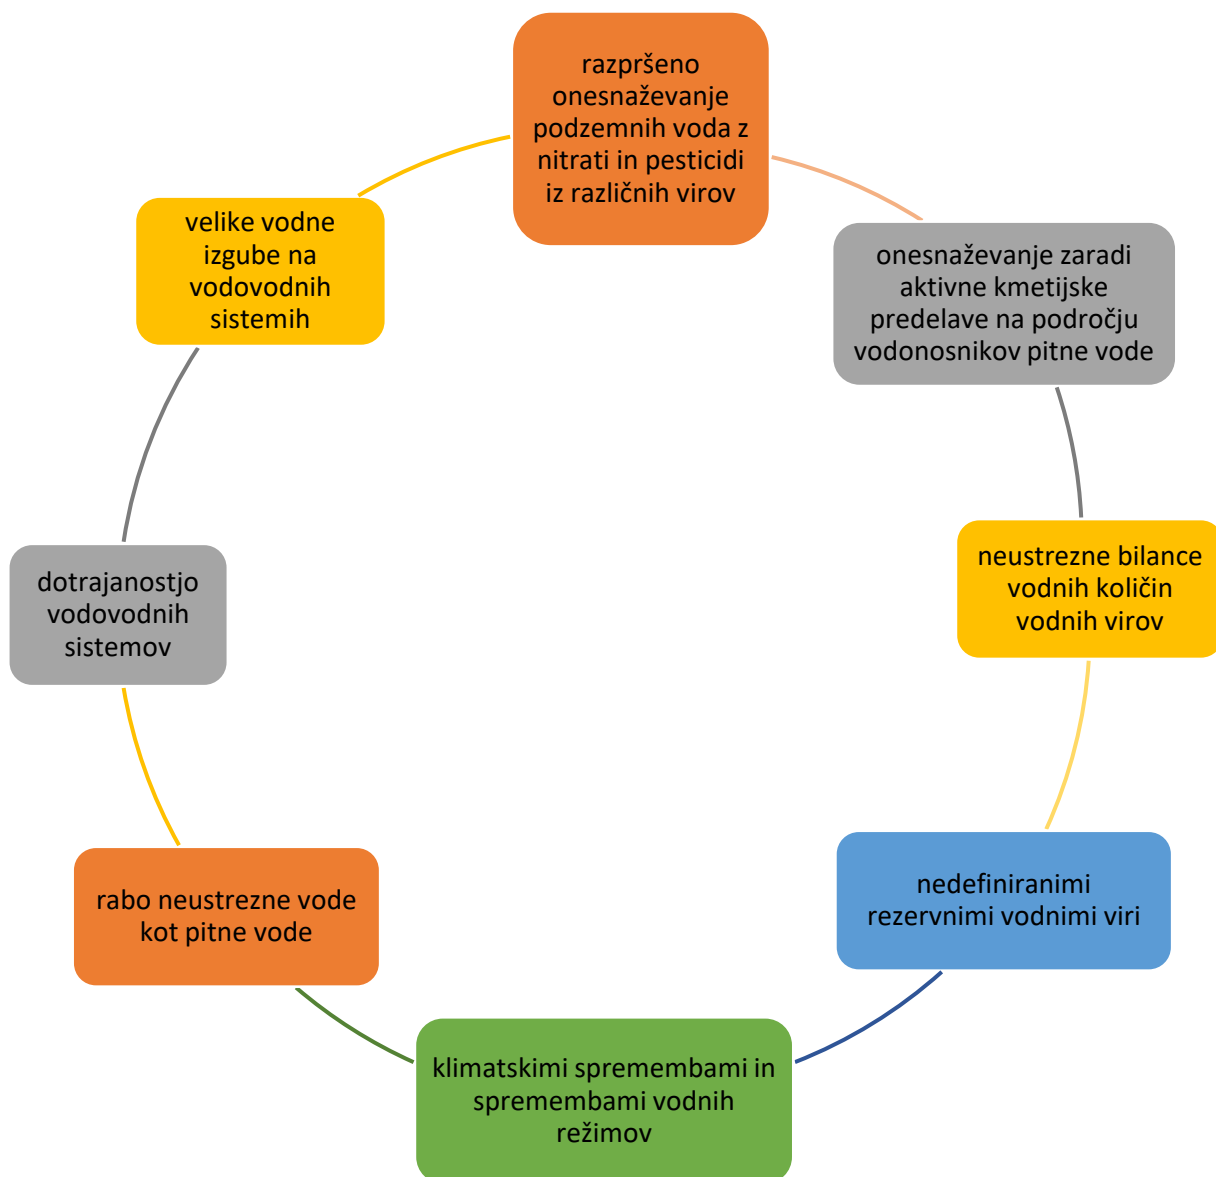 razpršeno
onesnaževanje
podzemnih voda z
nitrati in pesticidi
iz različnih virov
onesnaževanje zaradi
aktivne kmetijske
predelave na področju
vodonosnikov pitne vode
neustrezne bilance
vodnih količin
vodnih virov
nedefiniranimi
rezervnimi vodnimi viri
klimatskimi spremembami in
spremembami vodnih
režimov
rabo neustrezne vode
kot pitne vode
dotrajanostjo
vodovodnih
sistemov
velike vodne
izgube na
vodovodnih
sistemih